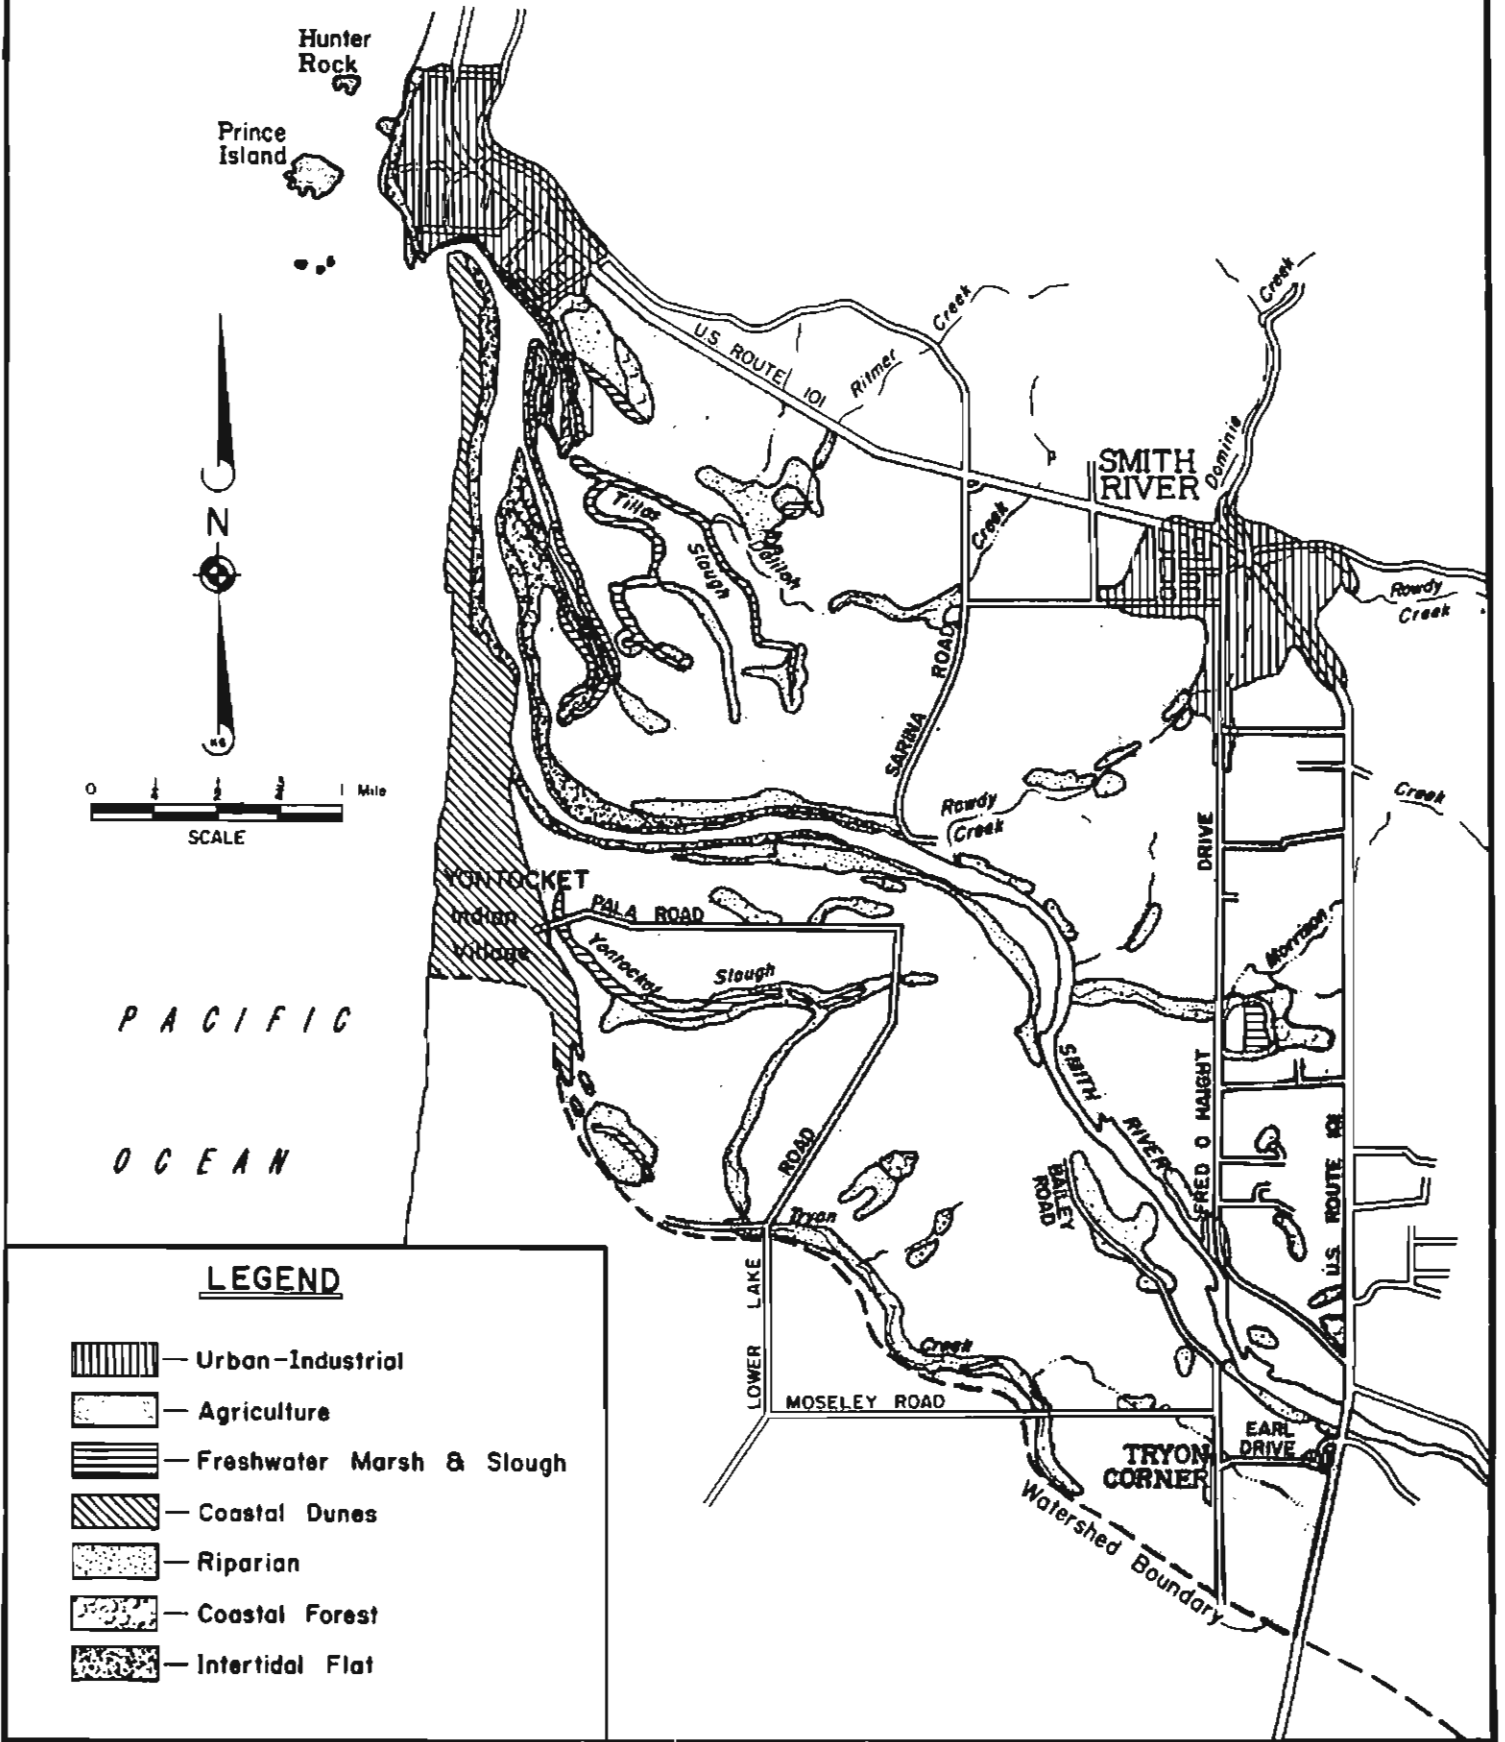 Hunter
Rock
Prince
Island
U.S. ROUTE 101
Ritmer
Creek
Creek
Dominie
SMITH
RIVER
Creek
Tillas
Slough
Delilah
N
Rowdy
Creek
SARINA
ROAD
0
1 Mile
SCALE
Rowdy
Creek
Creek
DRIVE
YONTOCKET
Indian
Village
PALA ROAD
Yontocket
Slough
Morrison
PACIFIC
OCEAN
SMITH
RIVER
FRED D HAIGHT
U.S. ROUTE 101
BAILEY
ROAD
ROAD
Tryon
Creek
LOWER LAKE
MOSELEY ROAD
EARL
DRIVE
TRYON
CORNER
Watershed Boundary
LEGEND
Urban-Industrial
Agriculture
Freshwater Marsh & Slough
Coastal Dunes
Riparian
Coastal Forest
Intertidal Flat